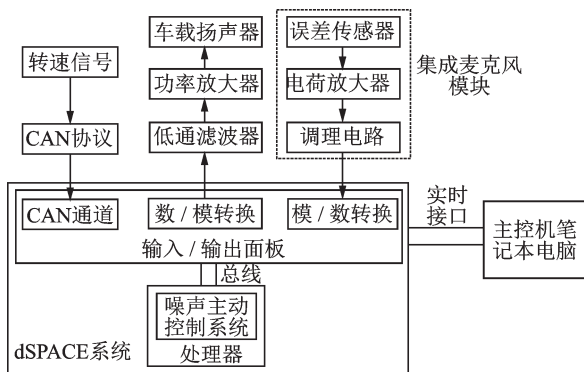 转速信号
CAN协议
车载扬声器
功率放大器
低通滤波器
误差传感器
电荷放大器
调理电路
集成麦克风
模块
CAN通道
数/模转换
模/数转换
输入/输出面板
总线
噪声主动
控制系统
处理器
dSPACE系统
实时
接口
主控机笔
记本电脑